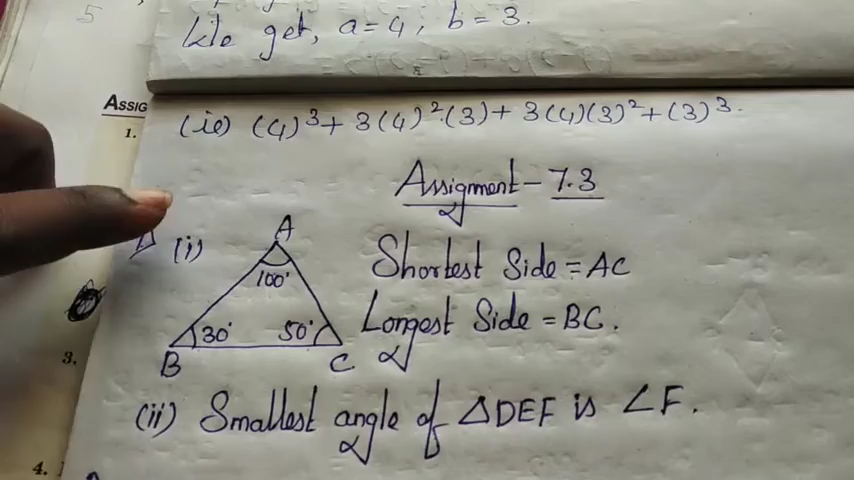 We get, a=4, b=3.
ASSIG
1.
(ie) (4)³+3(4)²·(3)+3(4)(3)²+(3)³.
Assignment-7.3
(i)
A
100°
30°
50°
B
C
Shortest Side=AC
Longest Side=BC.
3.
(ii) Smallest angle of ΔDEF is ∠F.
4.